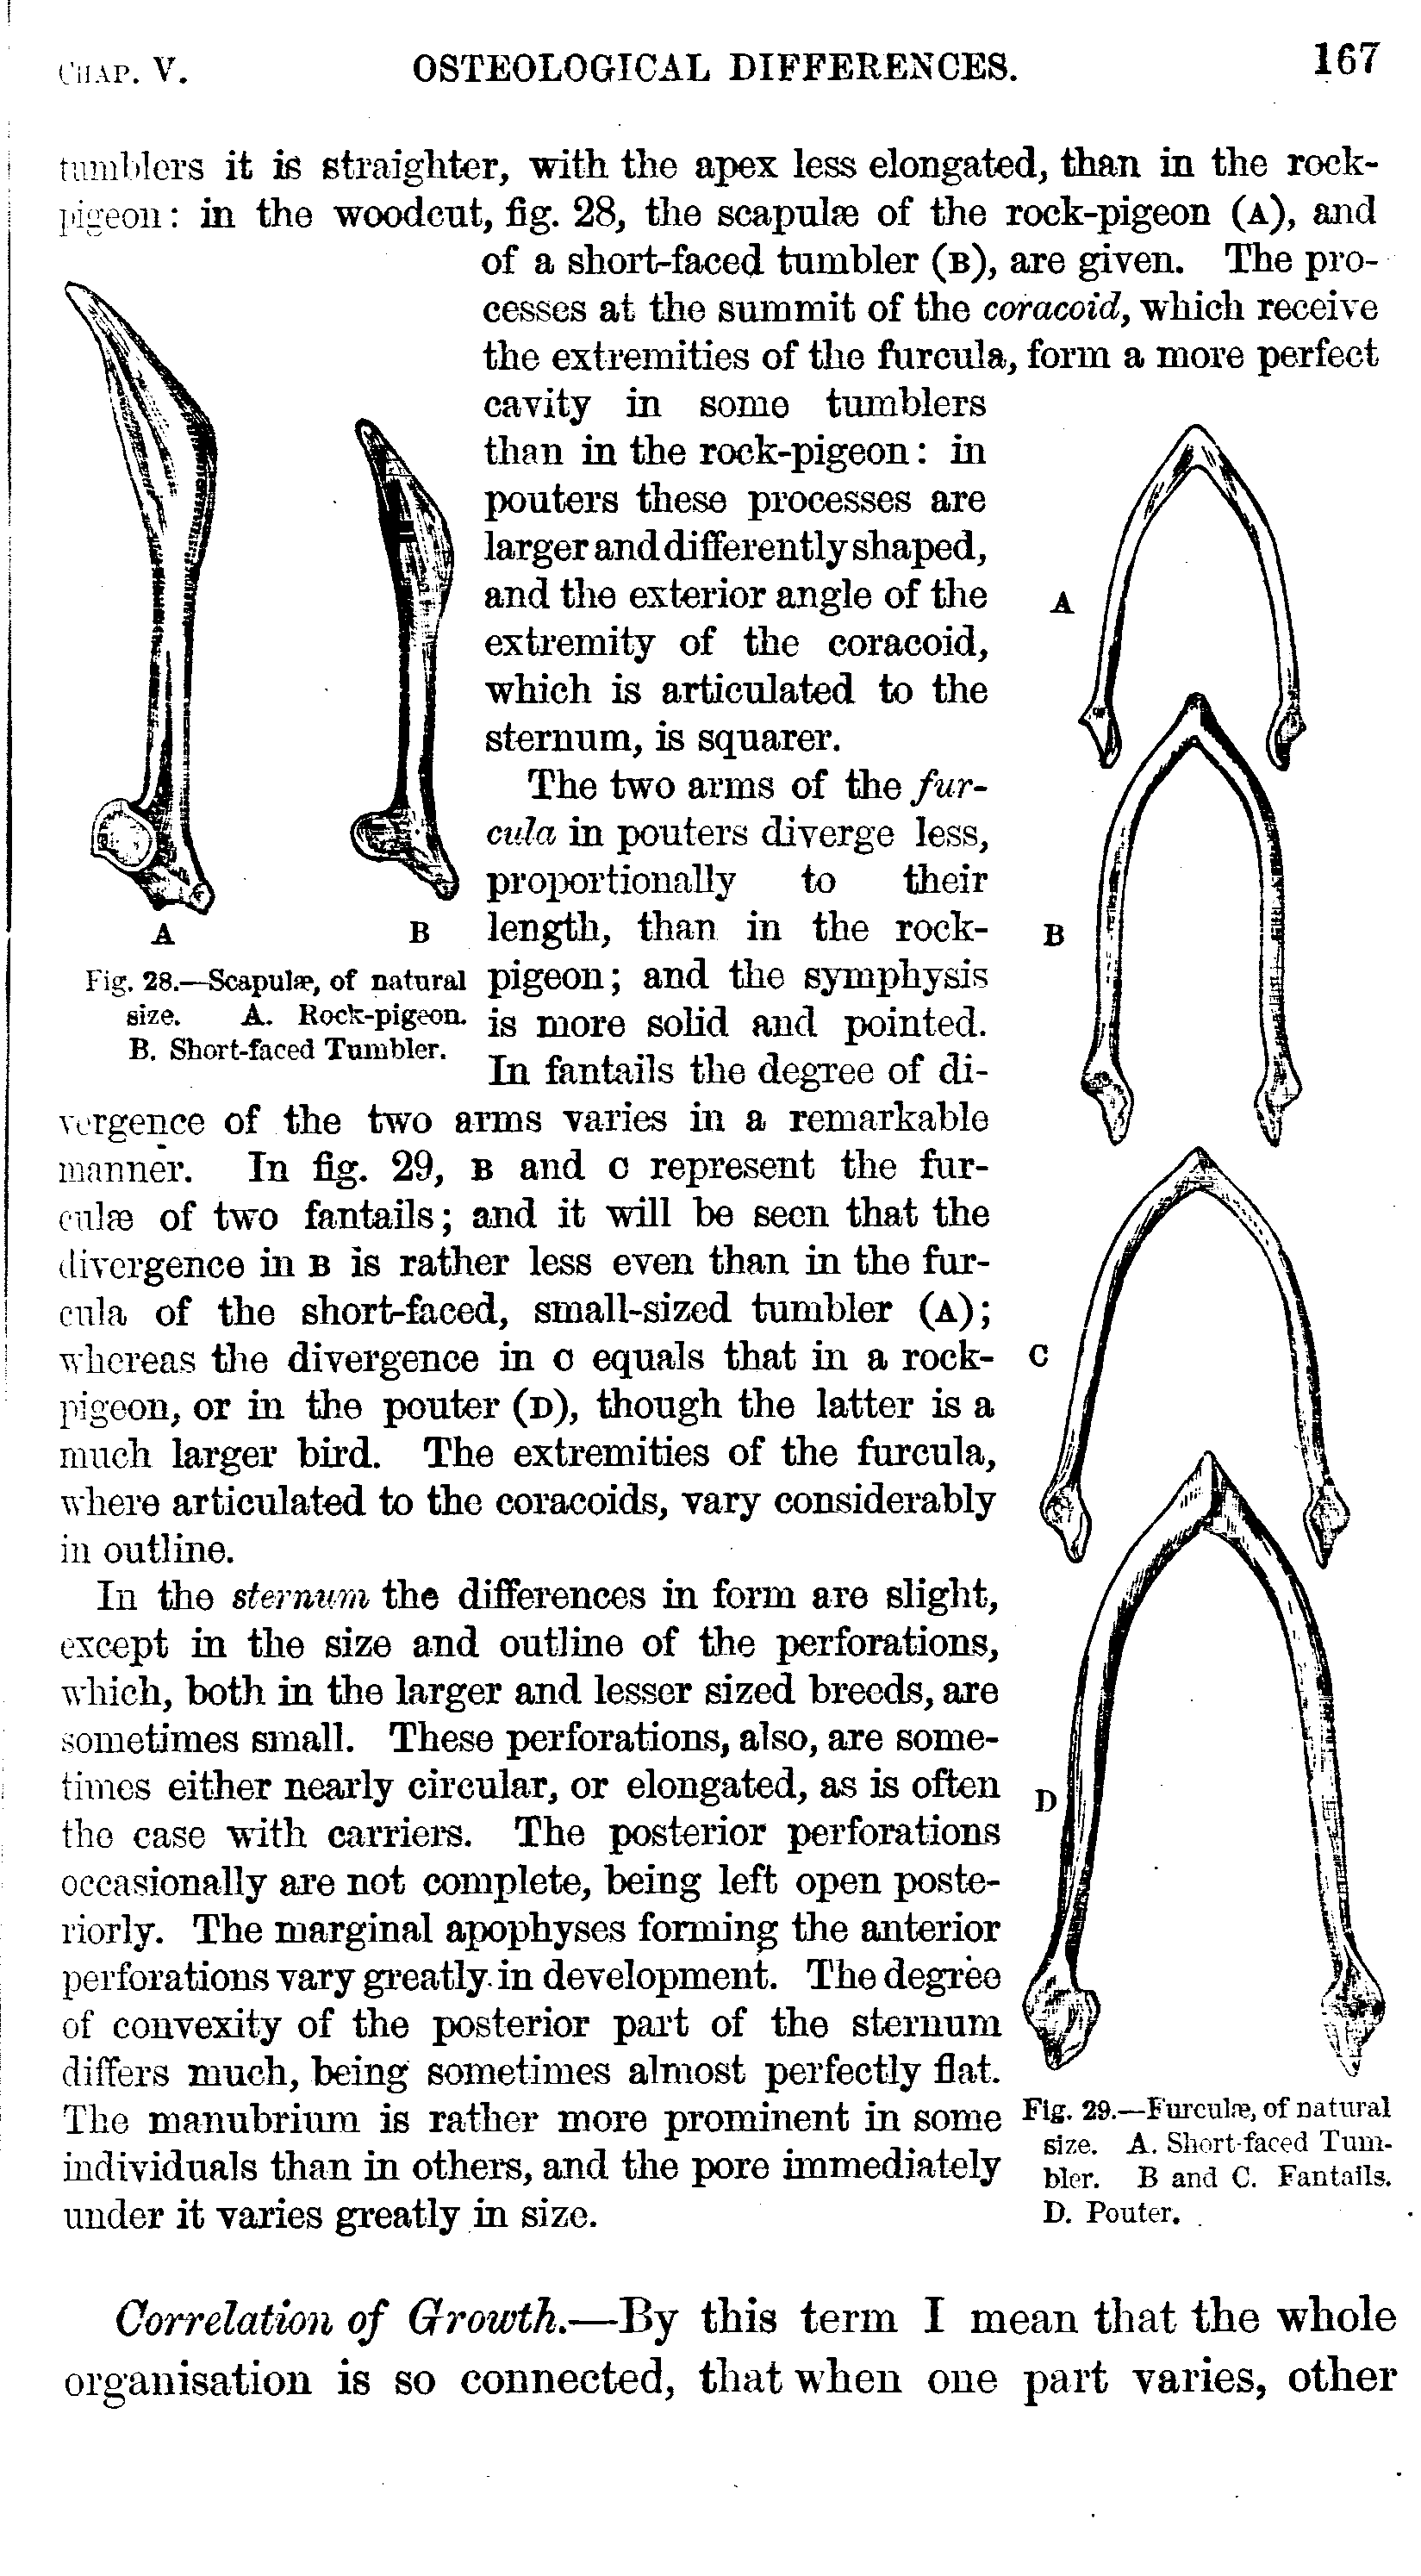 CHAP. V. OSTEOLOGICAL DIFFERENCES. 167
tumblers it is straighter, with the apex less elongated, than in the rock-
pigeon: in the woodcut, fig. 28, the scapulæ of the rock-pigeon (A), and
of a short-faced tumbler (B), are given. The pro-
cesses at the summit of the coracoid, which receive
the extremities of the furcula, form a more perfect
cavity in some tumblers
than in the rock-pigeon: in
pouters these processes are
larger and differently shaped,
and the exterior angle of the
extremity of the coracoid,
which is articulated to the
sternum, is squarer.
The two arms of the fur-
cula in pouters diverge less,
proportionally to their
length, than in the rock-
pigeon; and the symphysis
is more solid and pointed.
In fantails the degree of di-
vergence of the two arms varies in a remarkable
manner. In fig. 29, B and C represent the fur-
culæ of two fantails; and it will be seen that the
divergence in B is rather less even than in the fur-
cula of the short-faced, small-sized tumbler (A);
whereas the divergence in C equals that in a rock-
pigeon, or in the pouter (D), though the latter is a
much larger bird. The extremities of the furcula,
where articulated to the coracoids, vary considerably
in outline.
In the sternum the differences in form are slight,
except in the size and outline of the perforations,
which, both in the larger and lesser sized breeds, are
sometimes small. These perforations, also, are some-
times either nearly circular, or elongated, as is often
the case with carriers. The posterior perforations
occasionally are not complete, being left open poste-
riorly. The marginal apophyses forming the anterior
perforations vary greatly in development. The degree
of convexity of the posterior part of the sternum
differs much, being sometimes almost perfectly flat.
The manubrium is rather more prominent in some
individuals than in others, and the pore immediately
under it varies greatly in size.
A B
Fig. 28.—Scapulæ, of natural
size. A. Rock-pigeon.
B. Short-faced Tumbler.
A
B
C
D
Fig. 29.—Furculæ, of natural
size. A. Short-faced Tum-
bler. B and C. Fantails.
D. Pouter.
Correlation of Growth.—By this term I mean that the whole
organisation is so connected, that when one part varies, other